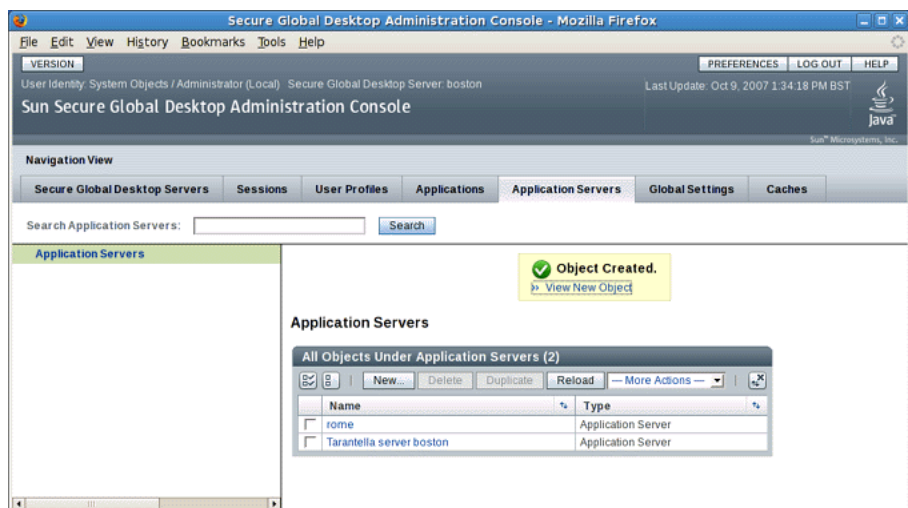 Secure Global Desktop Administration Console - Mozilla Firefox
File Edit View History Bookmarks Tools Help
VERSION PREFERENCES LOG OUT HELP
User Identity: System Objects / Administrator (Local) Secure Global Desktop Server: boston Last Update: Oct 9, 2007 1:34:18 PM BST
Sun Secure Global Desktop Administration Console
Java
Sun™ Microsystems, Inc.
Navigation View
Secure Global Desktop Servers Sessions User Profiles Applications Application Servers Global Settings Caches
Search Application Servers: Search
Application Servers
Object Created.
» View New Object
Application Servers
All Objects Under Application Servers (2)
New... Delete Duplicate Reload — More Actions —
Name Type
rome Application Server
Tarantella server boston Application Server